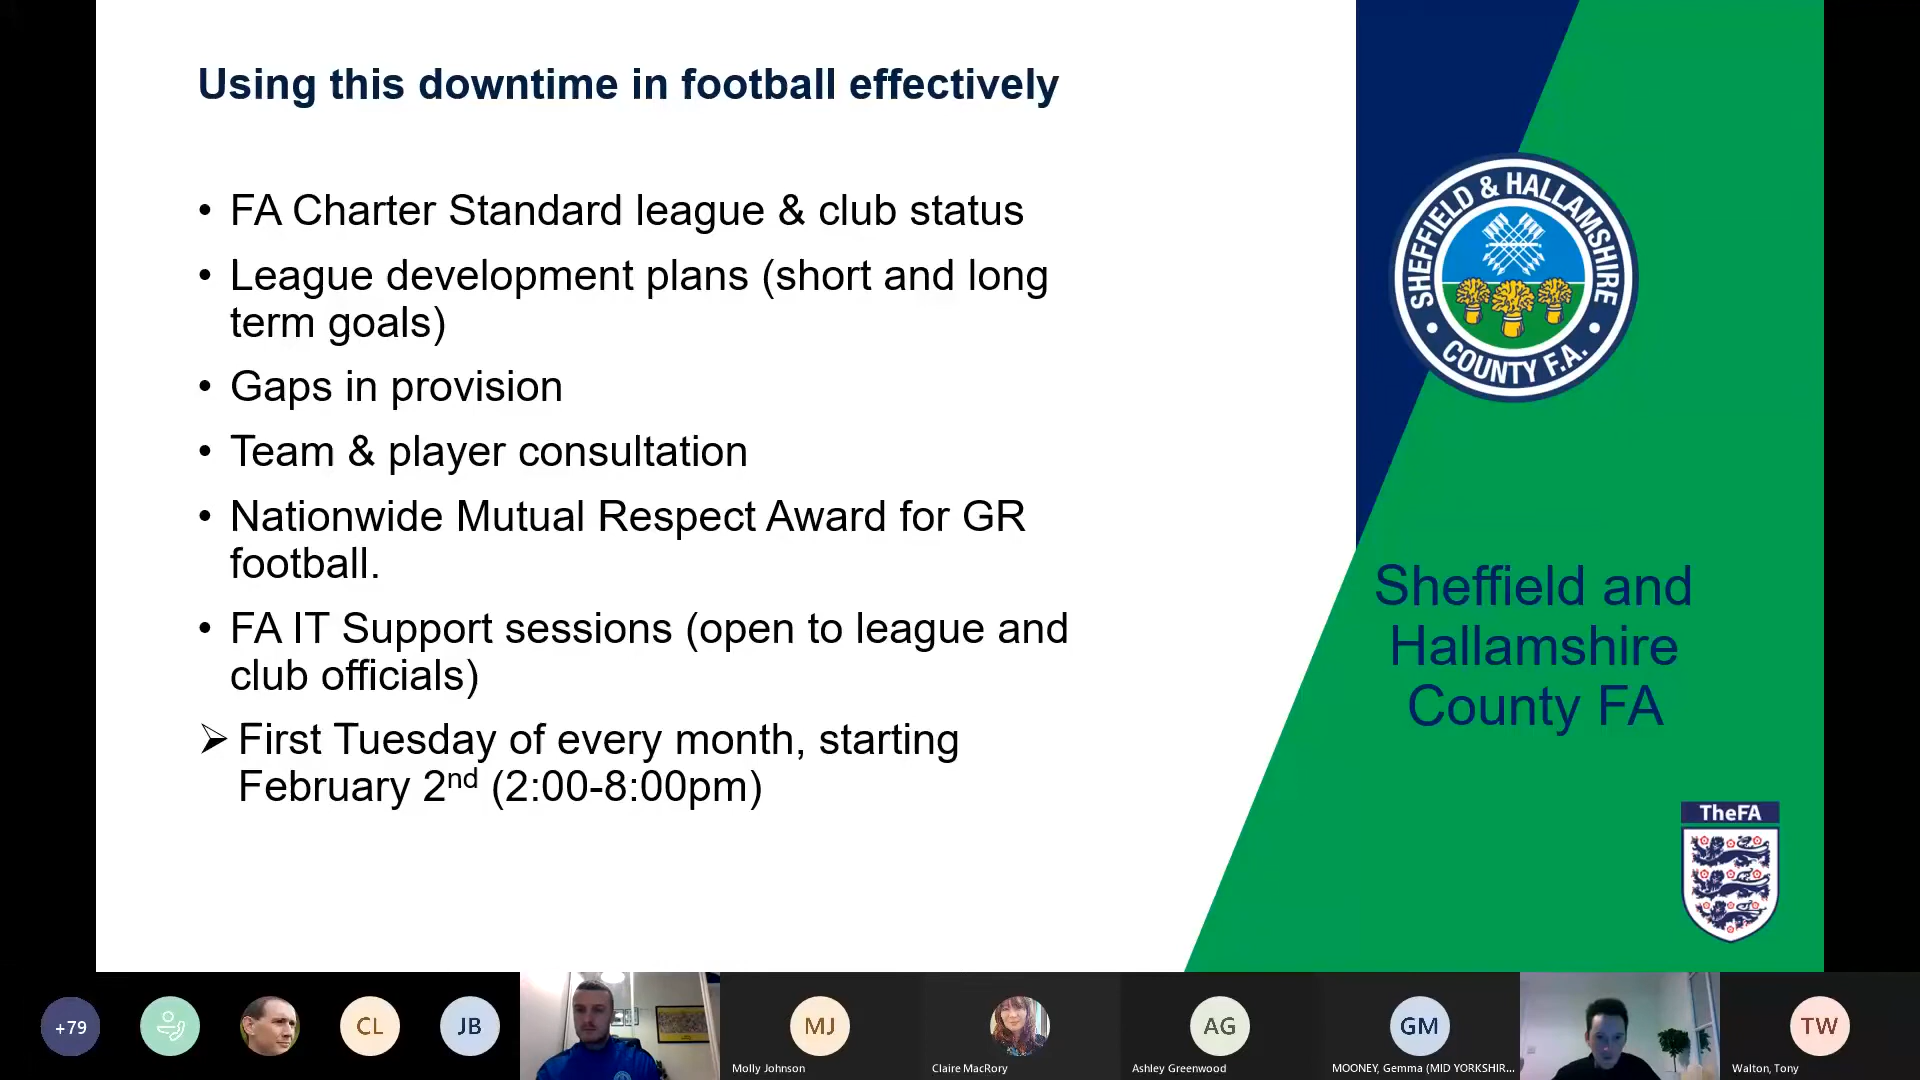 Using this downtime in football effectively
• FA Charter Standard league & club status
• League development plans (short and long
term goals)
• Gaps in provision
• Team & player consultation
• Nationwide Mutual Respect Award for GR
football.
• FA IT Support sessions (open to league and
club officials)
➢ First Tuesday of every month, starting
February 2nd (2:00-8:00pm)
SHEFFIELD & HALLAMSHIRE
• COUNTY F.A. •
Sheffield and
Hallamshire
County FA
TheFA
+79
CL
JB
MJ
AG
GM
TW
Molly Johnson
Claire MacRory
Ashley Greenwood
MOONEY, Gemma (MID YORKSHIR...
Walton, Tony